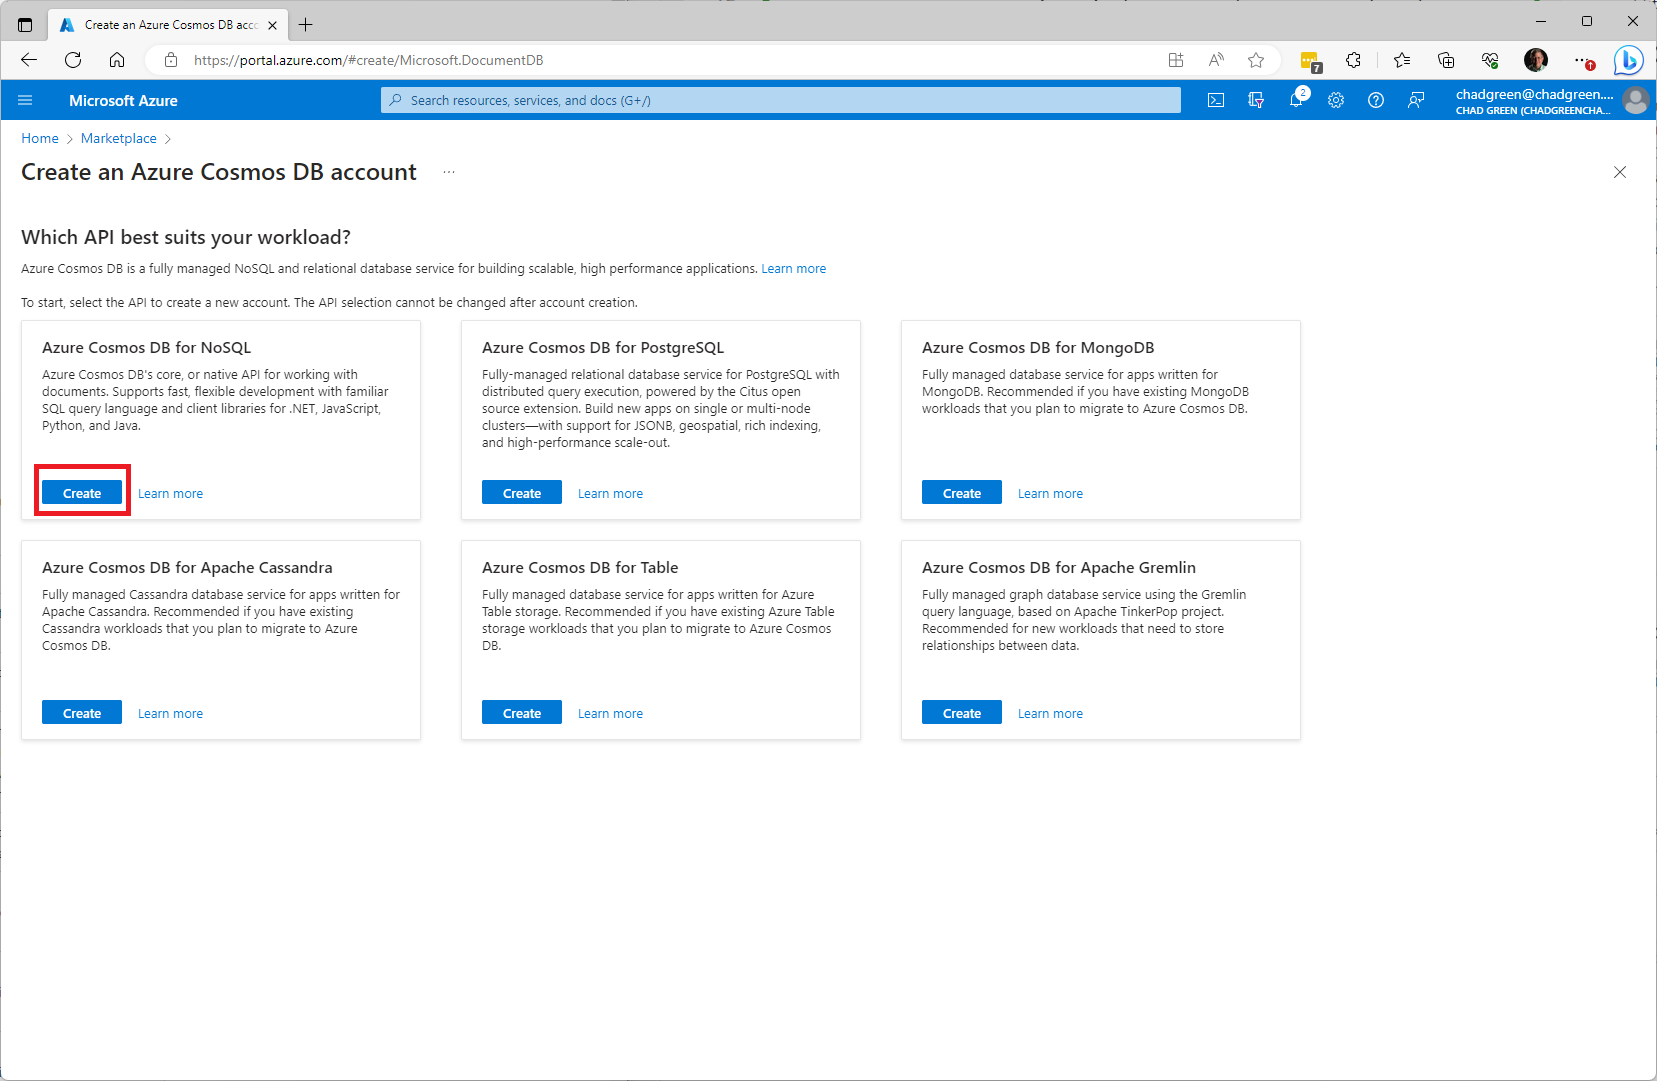 Create an Azure Cosmos DB acc
https://portal.azure.com/#create/Microsoft.DocumentDB
7
Microsoft Azure
Search resources, services, and docs (G+/)
2
chadgreen@chadgreen....
CHAD GREEN (CHADGREENCHA...
Home > Marketplace >
Create an Azure Cosmos DB account ...
Which API best suits your workload?
Azure Cosmos DB is a fully managed NoSQL and relational database service for building scalable, high performance applications. Learn more
To start, select the API to create a new account. The API selection cannot be changed after account creation.
Azure Cosmos DB for NoSQL
Azure Cosmos DB's core, or native API for working with
documents. Supports fast, flexible development with familiar
SQL query language and client libraries for .NET, JavaScript,
Python, and Java.
Create Learn more
Azure Cosmos DB for PostgreSQL
Fully-managed relational database service for PostgreSQL with
distributed query execution, powered by the Citus open
source extension. Build new apps on single or multi-node
clusters—with support for JSONB, geospatial, rich indexing,
and high-performance scale-out.
Create Learn more
Azure Cosmos DB for MongoDB
Fully managed database service for apps written for
MongoDB. Recommended if you have existing MongoDB
workloads that you plan to migrate to Azure Cosmos DB.
Create Learn more
Azure Cosmos DB for Apache Cassandra
Fully managed Cassandra database service for apps written for
Apache Cassandra. Recommended if you have existing
Cassandra workloads that you plan to migrate to Azure
Cosmos DB.
Create Learn more
Azure Cosmos DB for Table
Fully managed database service for apps written for Azure
Table storage. Recommended if you have existing Azure Table
storage workloads that you plan to migrate to Azure Cosmos
DB.
Create Learn more
Azure Cosmos DB for Apache Gremlin
Fully managed graph database service using the Gremlin
query language, based on Apache TinkerPop project.
Recommended for new workloads that need to store
relationships between data.
Create Learn more